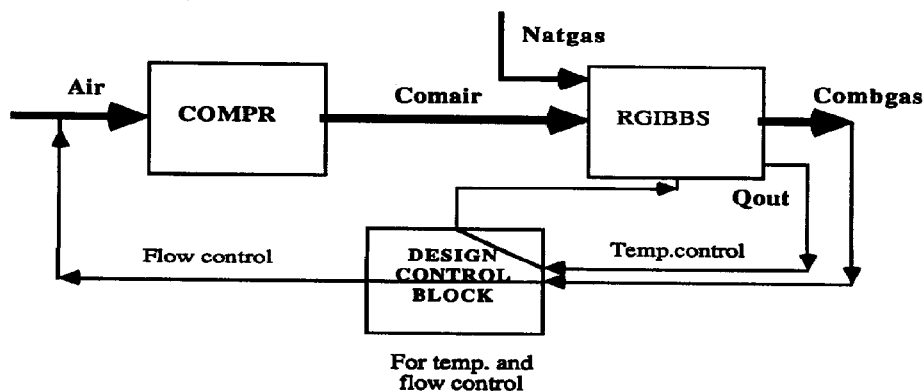 Natgas
Air
COMPR
Comair
RGIBBS
Combgas
Qout
Flow control
DESIGN
CONTROL
BLOCK
Temp.control
For temp. and
flow control